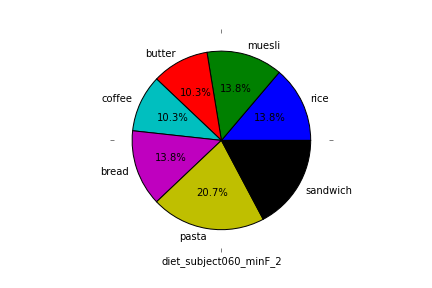 muesli
butter
rice
coffee
13.8%
10.3%
10.3%
13.8%
13.8%
bread
20.7%
sandwich
pasta
diet_subject060_minF_2